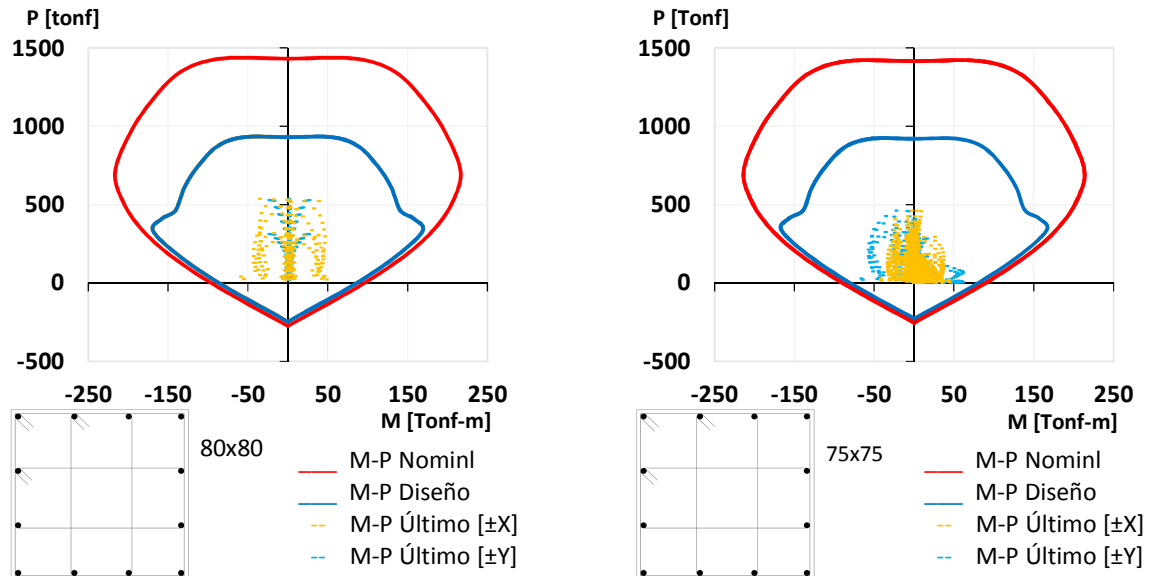 P [tonf]
1500
1000
500
0
-500
-250 -150 -50 50 150 250
M [Tonf-m]
80x80
M-P Nominl
M-P Diseño
M-P Último [±X]
M-P Último [±Y]
P [Tonf]
1500
1000
500
0
-500
-250 -150 -50 50 150 250
M [Tonf-m]
75x75
M-P Nominl
M-P Diseño
M-P Último [±X]
M-P Último [±Y]